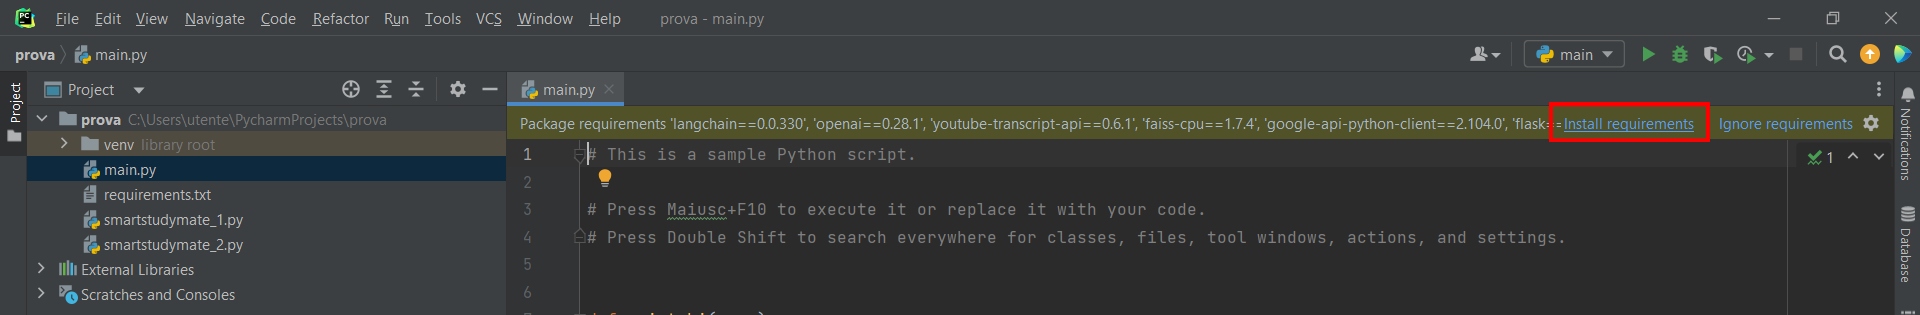 PC File Edit View Navigate Code Refactor Run Tools VCS Window Help prova - main.py
prova main.py main
Project
Project
main.py
prova C:\Users\utente\PycharmProjects\prova
venv library root
main.py
requirements.txt
smartstudymate_1.py
smartstudymate_2.py
External Libraries
Scratches and Consoles
Package requirements 'langchain==0.0.330', 'openai==0.28.1', 'youtube-transcript-api==0.6.1', 'faiss-cpu==1.7.4', 'google-api-python-client==2.104.0', 'flask== Install requirements Ignore requirements
1 # This is a sample Python script. 1
2
3 # Press Maiusc+F10 to execute it or replace it with your code.
4 # Press Double Shift to search everywhere for classes, files, tool windows, actions, and settings.
5
6
Notifications
Database